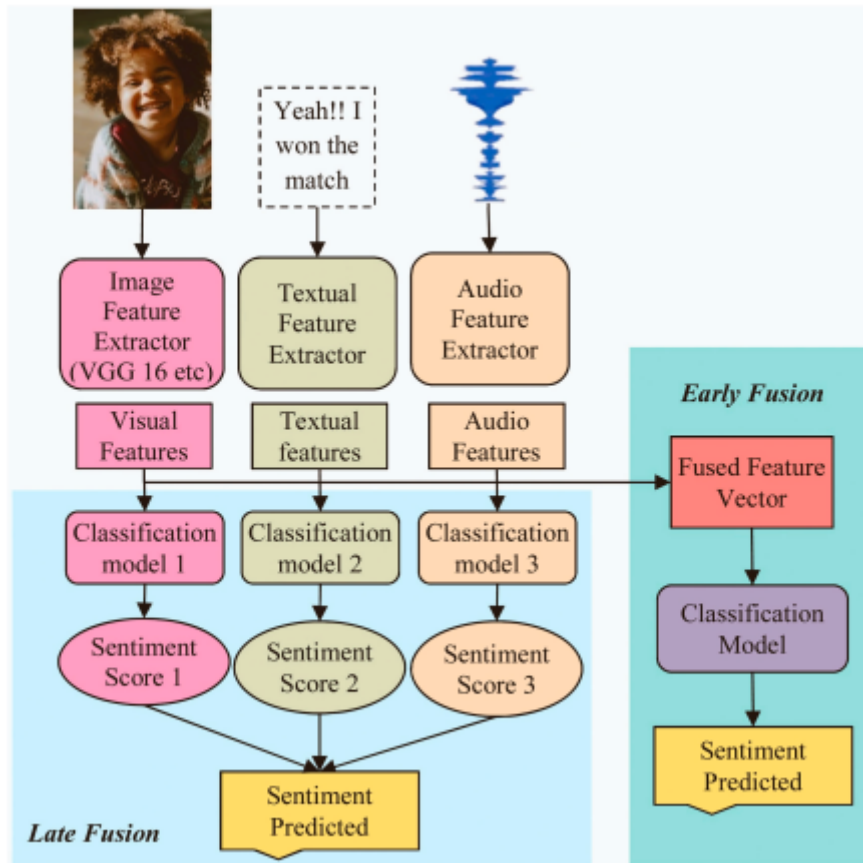 Yeah!! I
won the
match
Image
Feature
Extractor
(VGG 16 etc)
Textual
Feature
Extractor
Audio
Feature
Extractor
Visual
Features
Textual
features
Audio
Features
Early Fusion
Fused Feature
Vector
Classification
model 1
Classification
model 2
Classification
model 3
Classification
Model
Sentiment
Score 1
Sentiment
Score 2
Sentiment
Score 3
Sentiment
Predicted
Sentiment
Predicted
Late Fusion